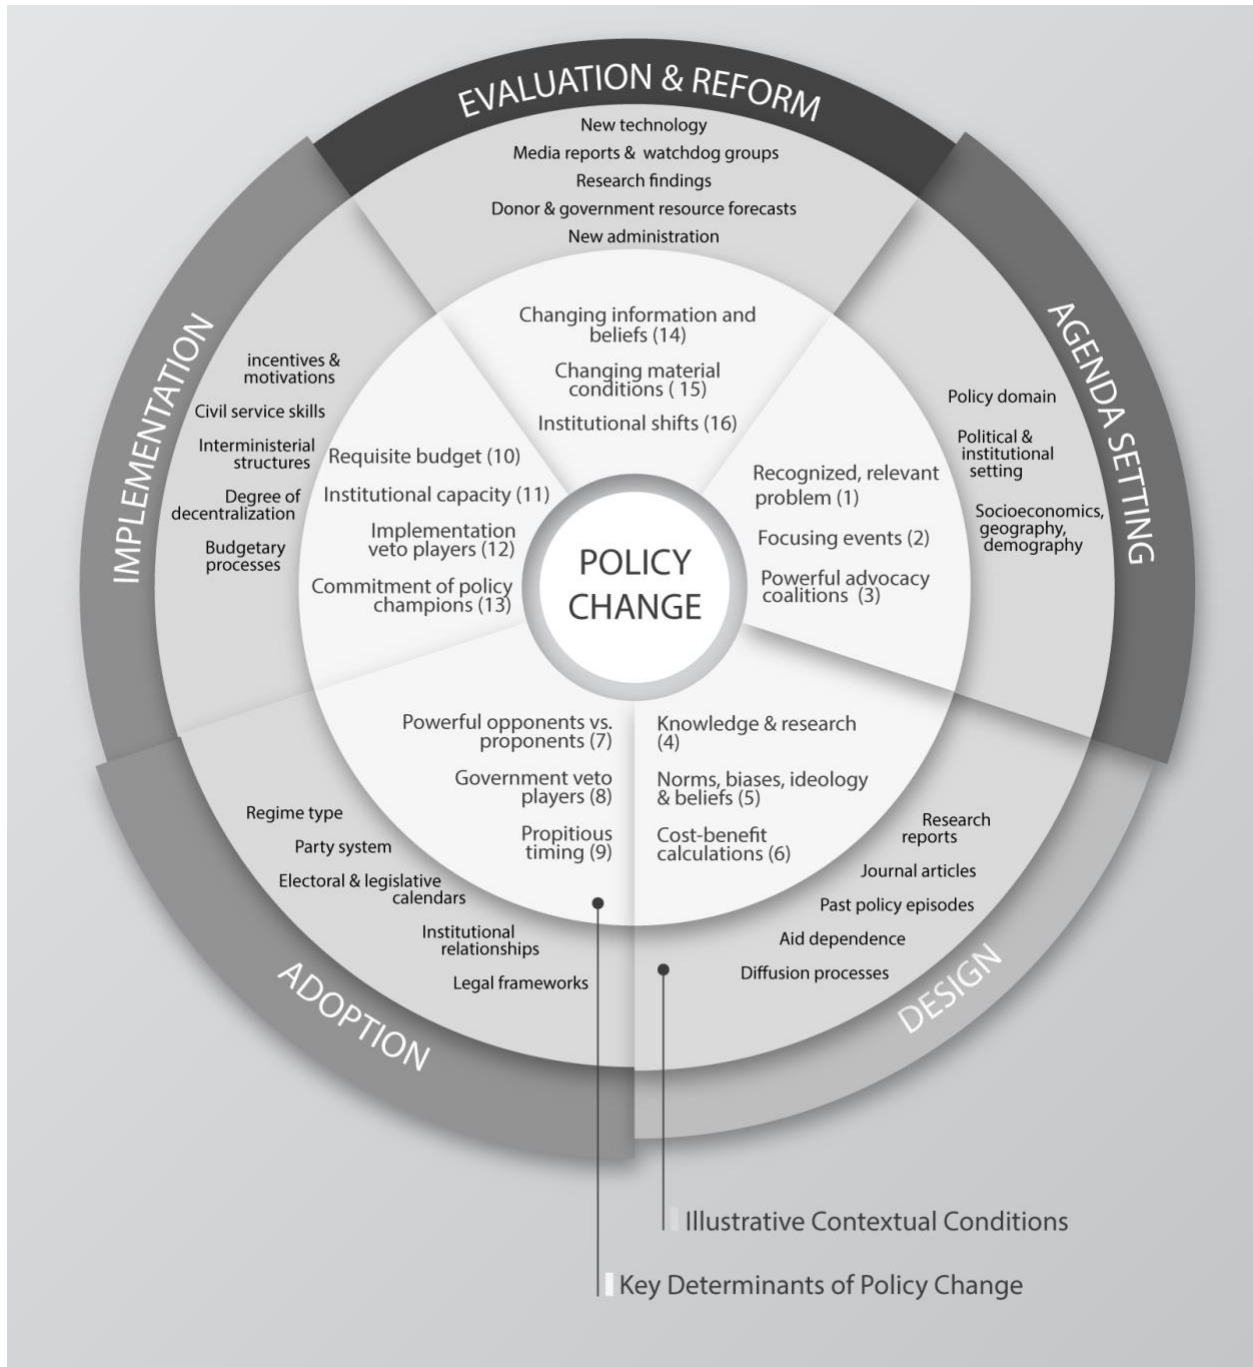 EVALUATION & REFORM
New technology
Media reports & watchdog groups
Research findings
Donor & government resource forecasts
New administration
Changing information and
beliefs (14)
Changing material
conditions ( 15)
Institutional shifts (16)
AGENDA SETTING
Policy domain
Political &
institutional
setting
Socioeconomics,
geography,
demography
Recognized, relevant
problem (1)
Focusing events (2)
Powerful advocacy
coalitions (3)
DESIGN
Knowledge & research
(4)
Norms, biases, ideology
& beliefs (5)
Cost-benefit
calculations (6)
Research
reports
Journal articles
Past policy episodes
Aid dependence
Diffusion processes
ADOPTION
Powerful opponents vs.
proponents (7)
Government veto
players (8)
Propitious
timing (9)
Regime type
Party system
Electoral & legislative
calendars
Institutional
relationships
Legal frameworks
IMPLEMENTATION
incentives &
motivations
Civil service skills
Interministerial
structures
Degree of
decentralization
Budgetary
processes
Requisite budget (10)
Institutional capacity (11)
Implementation
veto players (12)
Commitment of policy
champions (13)
POLICY
CHANGE
Illustrative Contextual Conditions
Key Determinants of Policy Change